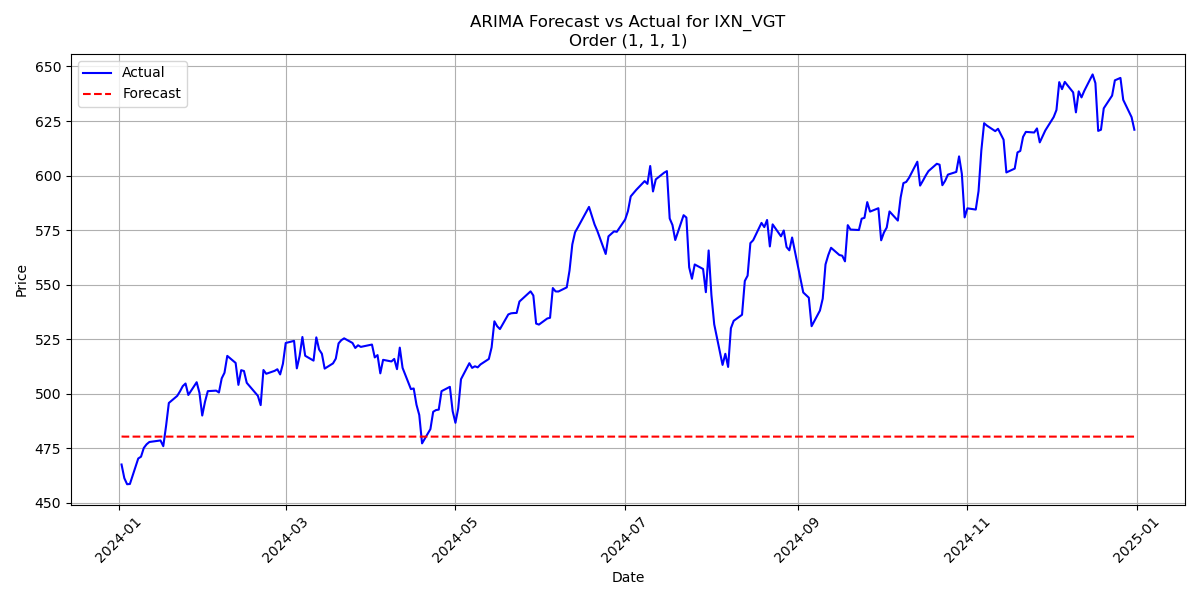 ARIMA Forecast vs Actual for IXN_VGT
Order (1, 1, 1)
Actual
Forecast
650
625
600
575
550
525
500
475
450
Price
2024-01
2024-03
2024-05
2024-07
2024-09
2024-11
2025-01
Date